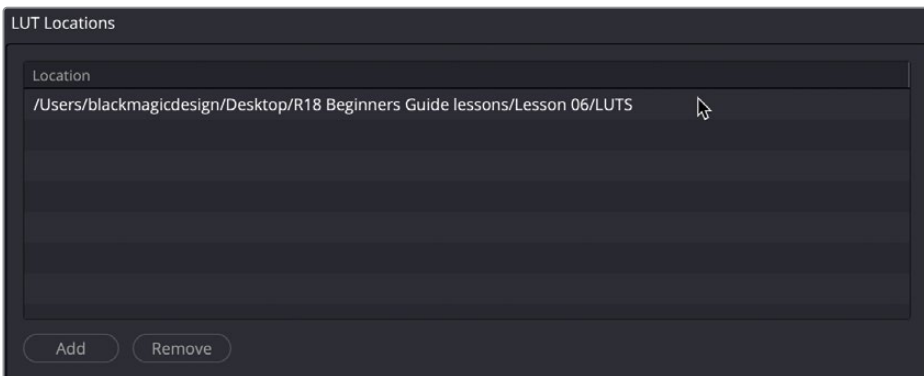 LUT Locations
Location
/Users/blackmagicdesign/Desktop/R18 Beginners Guide lessons/Lesson 06/LUTS
Add Remove